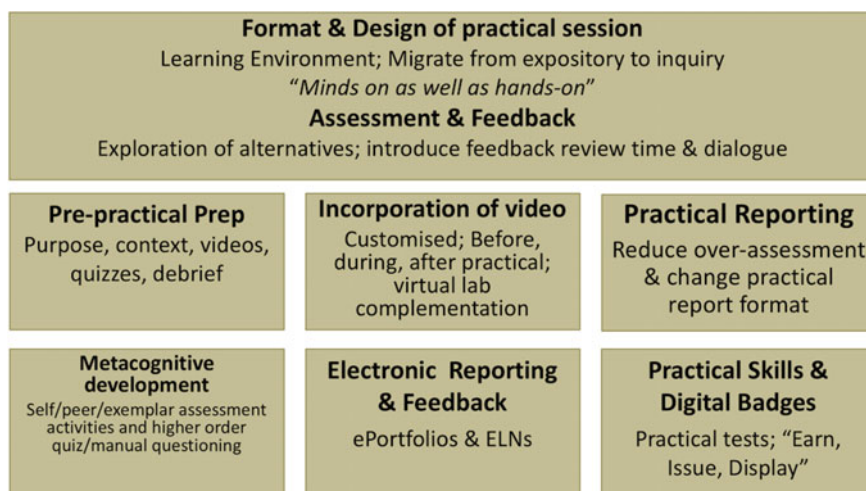 Format & Design of practical session
Learning Environment; Migrate from expository to inquiry
“Minds on as well as hands-on”
Assessment & Feedback
Exploration of alternatives; introduce feedback review time & dialogue
Pre-practical Prep
Purpose, context, videos,
quizzes, debrief
Incorporation of video
Customised; Before,
during, after practical;
virtual lab
complementation
Practical Reporting
Reduce over-assessment
& change practical
report format
Metacognitive
development
Self/peer/exemplar assessment
activities and higher order
quiz/manual questioning
Electronic Reporting
& Feedback
ePortfolios & ELNs
Practical Skills &
Digital Badges
Practical tests; “Earn,
Issue, Display”